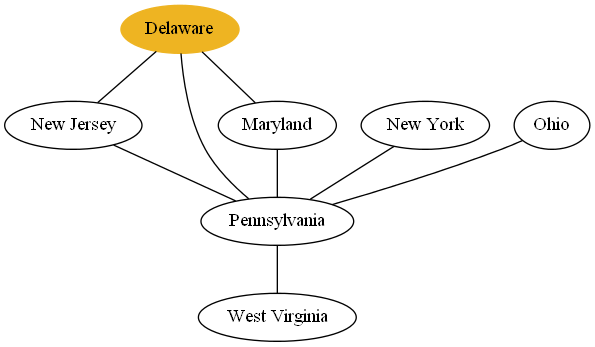 Delaware
New Jersey
Maryland
New York
Ohio
Pennsylvania
West Virginia